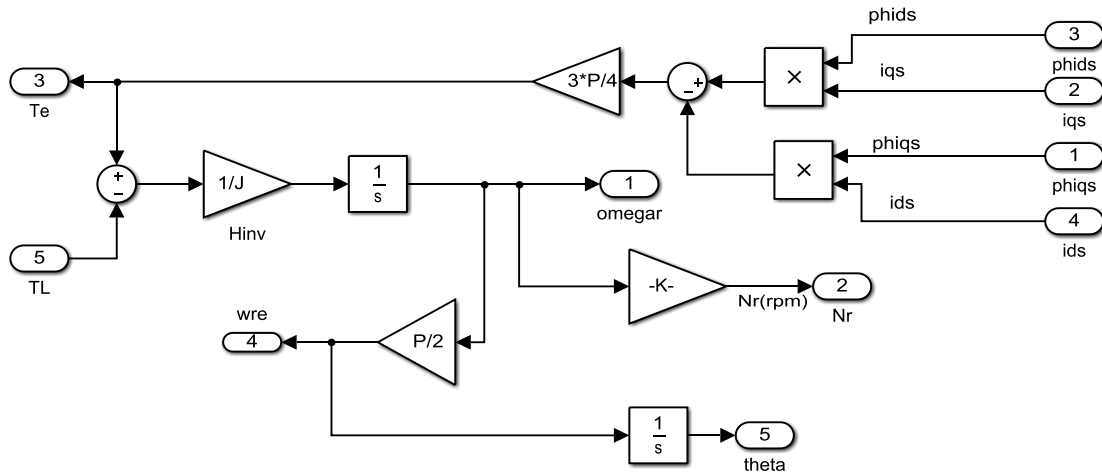 phids
3
phids
3
Te
3*P/4
− +
×
iqs
2
iqs
phiqs
1
phiqs
×
ids
4
ids
+
−
1/J
Hinv
1
s
1
omegar
5
TL
-K-
Nr(rpm)
2
Nr
wre
4
P/2
1
s
5
theta